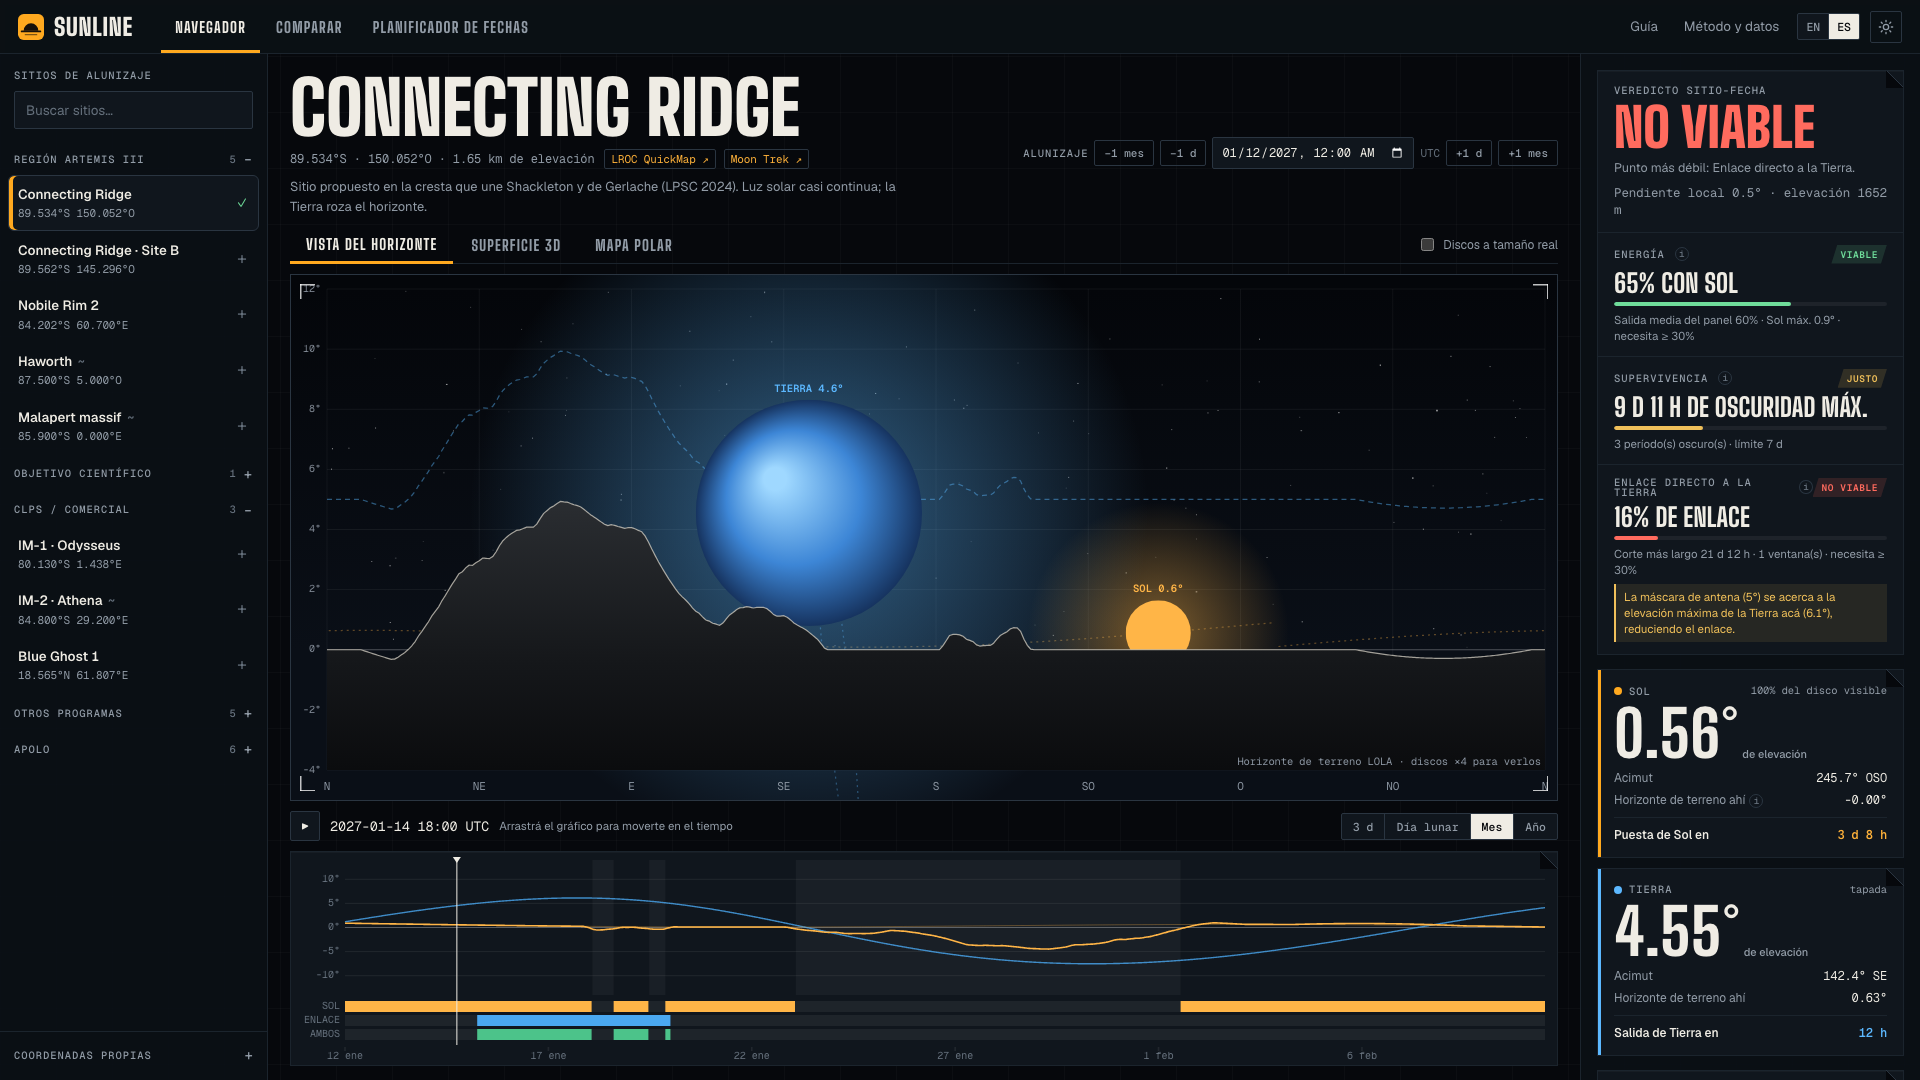 SUNLINE
NAVEGADOR
COMPARAR
PLANIFICADOR DE FECHAS
Guía
Método y datos
EN
ES
SITIOS DE ALUNIZAJE
Buscar sitios...
REGIÓN ARTEMIS III 5 −
Connecting Ridge
89.534°S 150.052°O
✓
Connecting Ridge · Site B
89.562°S 145.296°O
+
Nobile Rim 2
84.202°S 60.700°E
+
Haworth ~
87.500°S 5.000°O
+
Malapert massif ~
85.900°S 0.000°E
+
OBJETIVO CIENTÍFICO 1 +
CLPS / COMERCIAL 3 −
IM-1 · Odysseus
80.130°S 1.438°E
+
IM-2 · Athena ~
84.800°S 29.200°E
+
Blue Ghost 1
18.565°N 61.807°E
+
OTROS PROGRAMAS 5 +
APOLO 6 +
COORDENADAS PROPIAS +
CONNECTING RIDGE
89.534°S · 150.052°O · 1.65 km de elevación
LROC QuickMap ↗
Moon Trek ↗
Sitio propuesto en la cresta que une Shackleton y de Gerlache (LPSC 2024). Luz solar casi continua; la
Tierra roza el horizonte.
ALUNIZAJE
−1 mes
−1 d
01/12/2027, 12:00 AM
UTC
+1 d
+1 mes
VISTA DEL HORIZONTE
SUPERFICIE 3D
MAPA POLAR
Discos a tamaño real
12°
10°
8°
6°
4°
2°
0°
-2°
-4°
TIERRA 4.6°
SOL 0.6°
Horizonte de terreno LOLA · discos ×4 para verlos
N
NE
E
SE
S
SO
O
NO
N
2027-01-14 18:00 UTC
Arrastrá el gráfico para moverte en el tiempo
3 d
Día lunar
Mes
Año
10°
5°
0°
-5°
-10°
SOL
ENLACE
AMBOS
12 ene
17 ene
22 ene
27 ene
1 feb
6 feb
VEREDICTO SITIO-FECHA
NO VIABLE
Punto más débil: Enlace directo a la Tierra.
Pendiente local 0.5° · elevación 1652
m
ENERGÍA i
VIABLE
65% CON SOL
Salida media del panel 60% · Sol máx. 0.9° ·
necesita ≥ 30%
SUPERVIVENCIA i
JUSTO
9 D 11 H DE OSCURIDAD MÁX.
3 período(s) oscuro(s) · límite 7 d
ENLACE DIRECTO A LA
TIERRA
i
NO VIABLE
16% DE ENLACE
Corte más largo 21 d 12 h · 1 ventana(s) · necesita ≥
30%
La máscara de antena (5°) se acerca a la
elevación máxima de la Tierra acá (6.1°),
reduciendo el enlace.
SOL
100% del disco visible
0.56°
de elevación
Acimut 245.7° OSO
Horizonte de terreno ahí i -0.00°
Puesta de Sol en 3 d 8 h
TIERRA
tapada
4.55°
de elevación
Acimut 142.4° SE
Horizonte de terreno ahí 0.63°
Salida de Tierra en 12 h